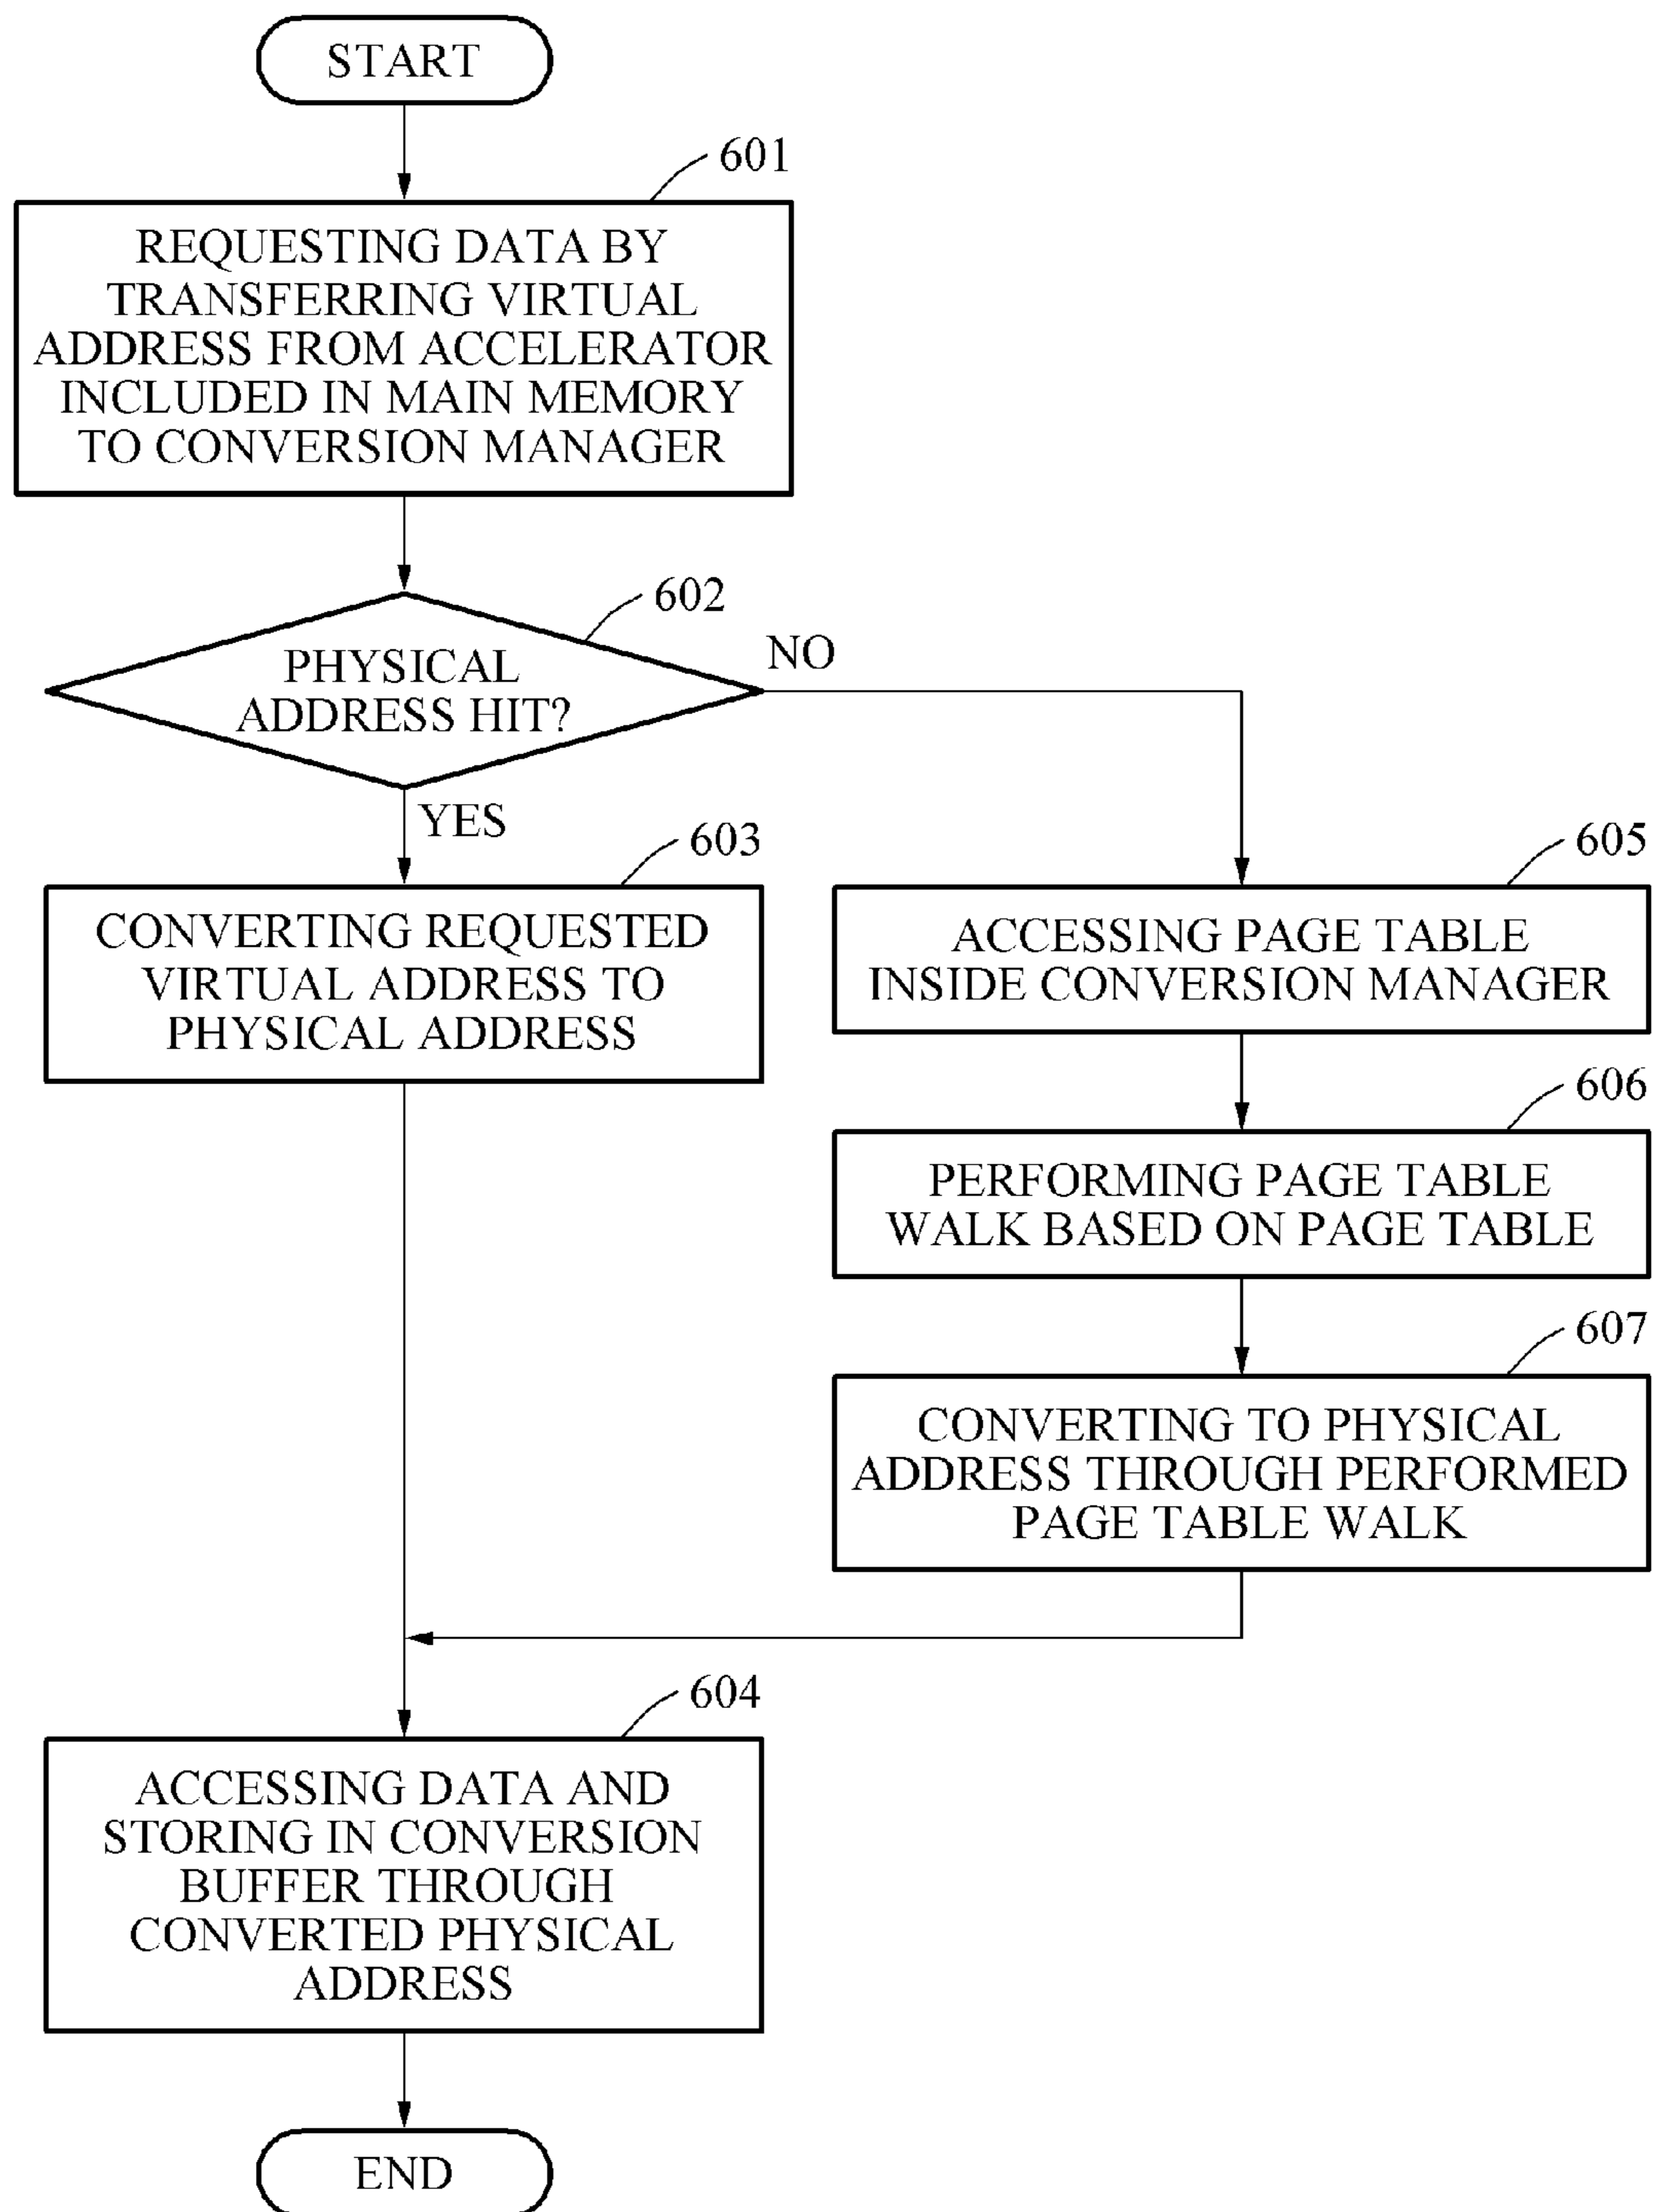 START
601
REQUESTING DATA BY
TRANSFERRING VIRTUAL
ADDRESS FROM ACCELERATOR
INCLUDED IN MAIN MEMORY
TO CONVERSION MANAGER
602
PHYSICAL
ADDRESS HIT?
NO
YES
603
CONVERTING REQUESTED
VIRTUAL ADDRESS TO
PHYSICAL ADDRESS
605
ACCESSING PAGE TABLE
INSIDE CONVERSION MANAGER
606
PERFORMING PAGE TABLE
WALK BASED ON PAGE TABLE
607
CONVERTING TO PHYSICAL
ADDRESS THROUGH PERFORMED
PAGE TABLE WALK
604
ACCESSING DATA AND
STORING IN CONVERSION
BUFFER THROUGH
CONVERTED PHYSICAL
ADDRESS
END